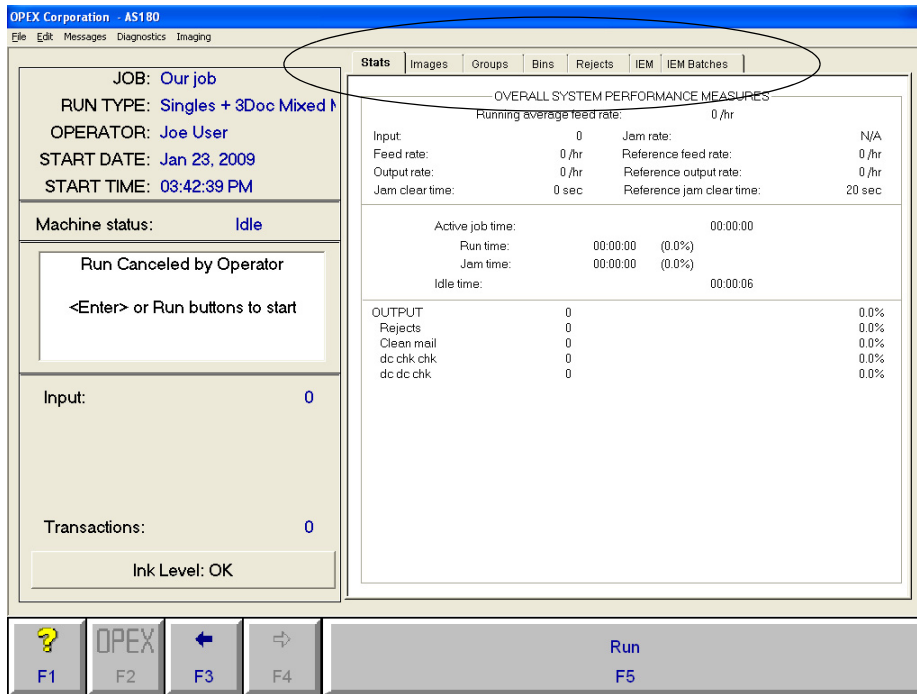 OPEX Corporation - AS180
File Edit Messages Diagnostics Imaging
JOB: Our job
RUN TYPE: Singles + 3Doc Mixed
OPERATOR: Joe User
START DATE: Jan 23, 2009
START TIME: 03:42:39 PM
Machine status: Idle
Run Canceled by Operator
<Enter> or Run buttons to start
Input: 0
Transactions: 0
Ink Level: OK
Stats Images Groups Bins Rejects IEM IEM Batches
OVERALL SYSTEM PERFORMANCE MEASURES
Running average feed rate: 0 /hr
Input: 0 Jam rate: N/A
Feed rate: 0 /hr Reference feed rate: 0 /hr
Output rate: 0 /hr Reference output rate: 0 /hr
Jam clear time: 0 sec Reference jam clear time: 20 sec
Active job time: 00:00:00
Run time: 00:00:00 (0.0%)
Jam time: 00:00:00 (0.0%)
Idle time: 00:00:06
OUTPUT 0 0.0%
Rejects 0 0.0%
Clean mail 0 0.0%
dc chk chk 0 0.0%
dc dc chk 0 0.0%
? OPEX Run
F1 F2 F3 F4 F5